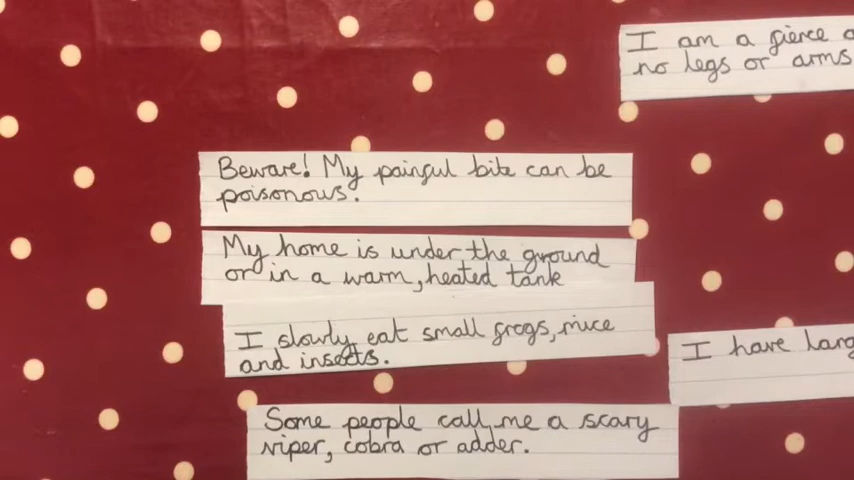 I am a fierce
no legs or arms
Beware! My painful bite can be
poisonous.
My home is under the ground
or in a warm, heated tank
I slowly eat small frogs, mice
and insects.
I have
Some people call me a scary
viper, cobra or adder.